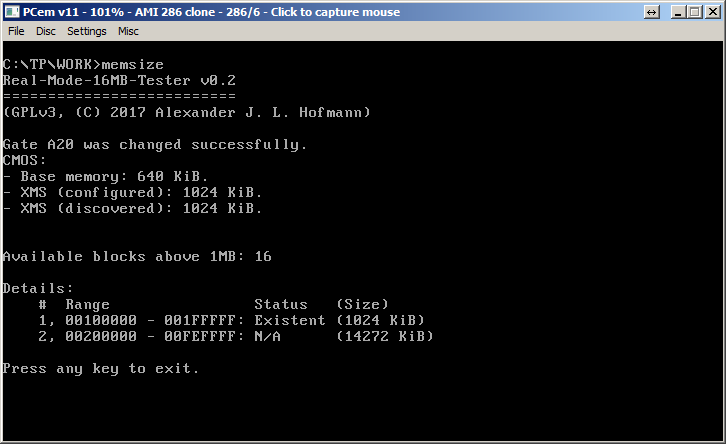 PCem v11 - 101% - AMI 286 clone - 286/6 - Click to capture mouse
File Disc Settings Misc
C:\TP\WORK>memsize
Real-Mode-16MB-Tester v0.2
==========================
(GPLv3, (C) 2017 Alexander J. L. Hofmann)
Gate A20 was changed successfully.
CMOS:
- Base memory: 640 KiB.
- XMS (configured): 1024 KiB.
- XMS (discovered): 1024 KiB.
Available blocks above 1MB: 16
Details:
# Range Status (Size)
1, 00100000 - 001FFFFF: Existent (1024 KiB)
2, 00200000 - 00FEFFFF: N/A (14272 KiB)
Press any key to exit.